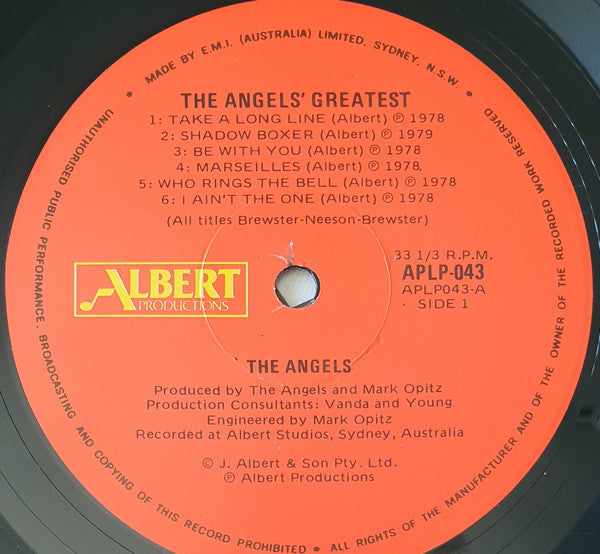 • MADE BY E.M.I. (AUSTRALIA) LIMITED, SYDNEY, N.S.W. •
THE ANGELS' GREATEST
1: TAKE A LONG LINE (Albert) ℗ 1978
2: SHADOW BOXER (Albert) ℗ 1979
3: BE WITH YOU (Albert) ℗ 1978
4: MARSEILLES (Albert) ℗ 1978
5: WHO RINGS THE BELL (Albert) ℗ 1978
6: I AIN'T THE ONE (Albert) ℗ 1978
(All titles Brewster-Neeson-Brewster)
ALBERT
PRODUCTIONS
33 1/3 R.P.M.
APLP-043
APLP043-A
SIDE 1
THE ANGELS
Produced by The Angels and Mark Opitz
Production Consultants: Vanda and Young
Engineered by Mark Opitz
Recorded at Albert Studios, Sydney, Australia
© J. Albert & Son Pty. Ltd.
℗ Albert Productions
UNAUTHORISED PUBLIC PERFORMANCE, BROADCASTING AND COPYING OF THIS RECORD PROHIBITED • ALL RIGHTS OF THE MANUFACTURER AND OF THE OWNER OF THE RECORDED WORK RESERVED